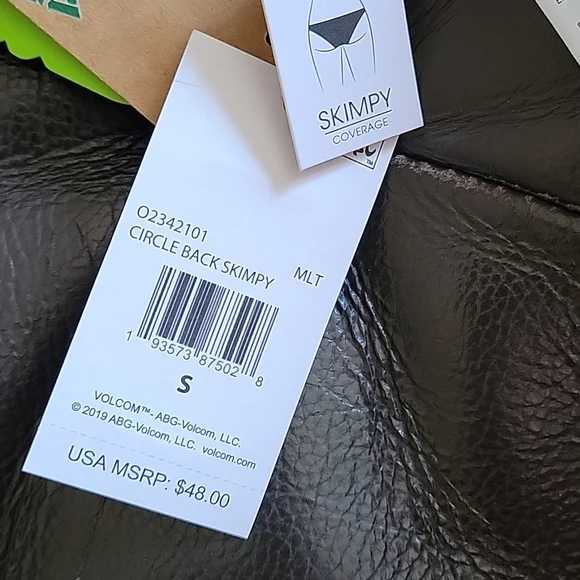 SKIMPY
COVERAGE
TM
O2342101
CIRCLE BACK SKIMPY MLT
1 93573 87502 8
S
VOLCOM™- ABG-Volcom, LLC.
© 2019 ABG-Volcom, LLC. volcom.com
USA MSRP: $48.00